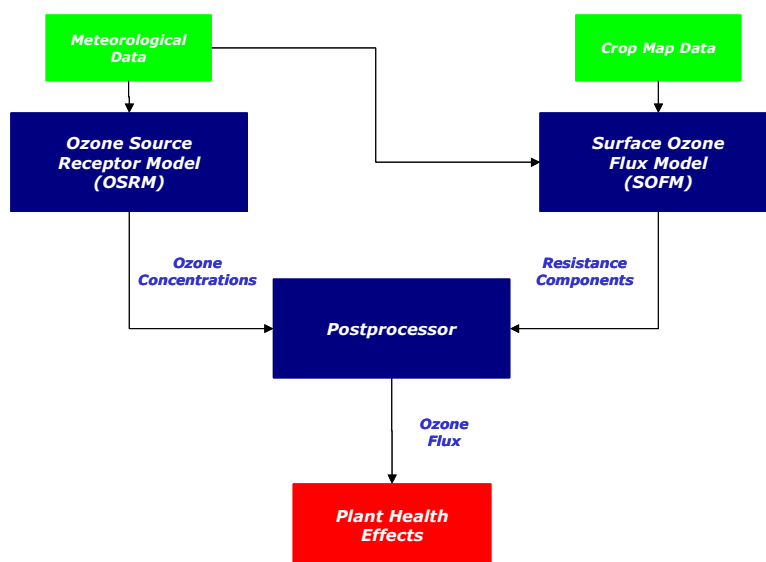 Meteorological
Data
Crop Map Data
Ozone Source
Receptor Model
(OSRM)
Surface Ozone
Flux Model
(SOFM)
Ozone
Concentrations
Resistance
Components
Postprocessor
Ozone
Flux
Plant Health
Effects